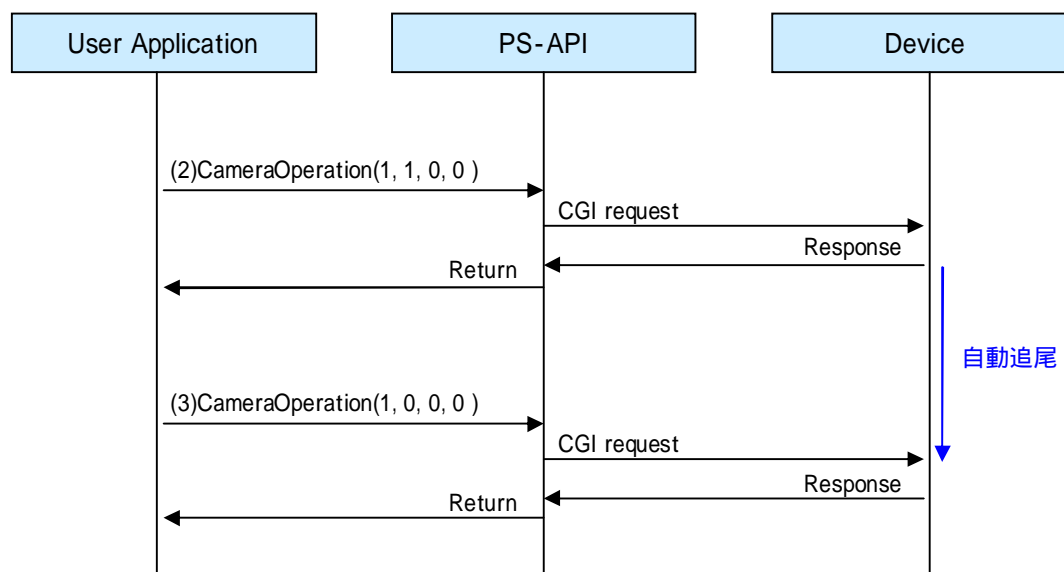 User Application
PS-API
Device
(2)CameraOperation(1, 1, 0, 0 )
CGI request
Response
Return
自動追尾
(3)CameraOperation(1, 0, 0, 0 )
CGI request
Response
Return